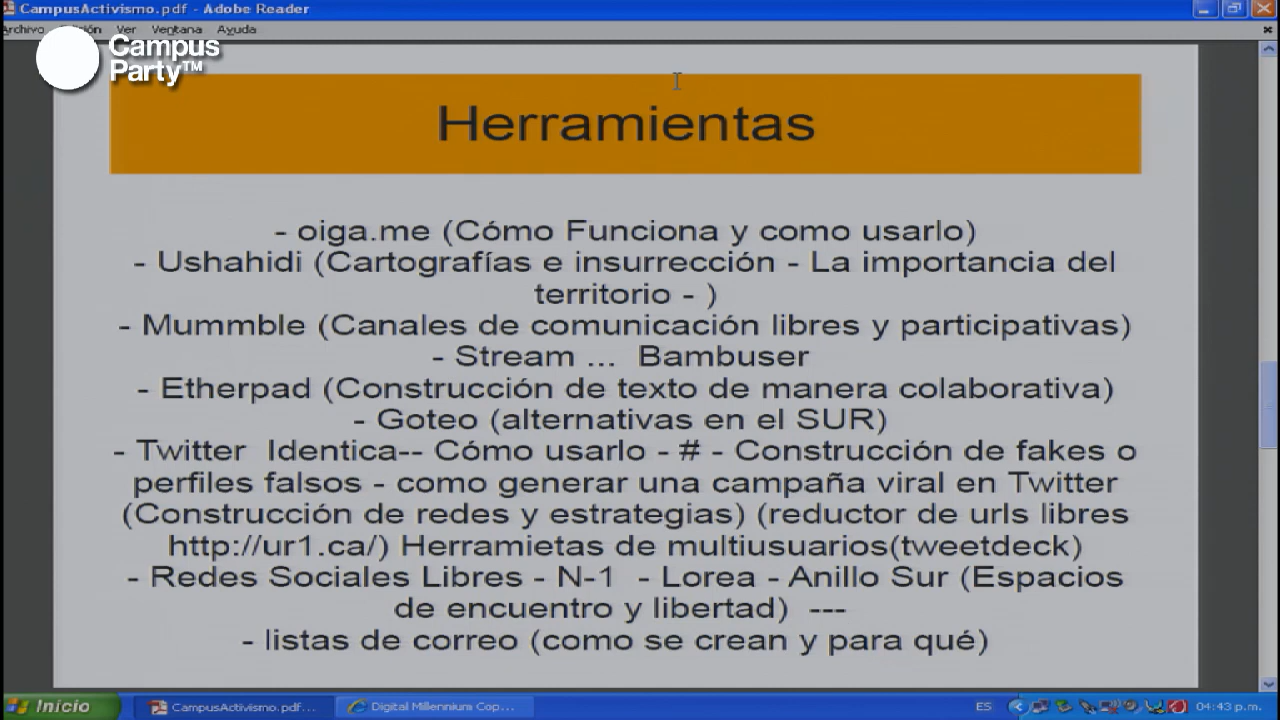 CampusActivismo.pdf - Adobe Reader
Ver Ventana Ayuda
Campus
Party™
Herramientas
- oiga.me (Cómo Funciona y como usarlo)
- Ushahidi (Cartografías e insurrección - La importancia del
territorio - )
- Mummble (Canales de comunicación libres y participativas)
- Stream ... Bambuser
- Etherpad (Construcción de texto de manera colaborativa)
- Goteo (alternativas en el SUR)
- Twitter Identica-- Cómo usarlo - # - Construcción de fakes o
perfiles falsos - como generar una campaña viral en Twitter
(Construcción de redes y estrategias) (reductor de urls libres
http://ur1.ca/) Herramietas de multiusuarios(tweetdeck)
- Redes Sociales Libres - N-1 - Lorea - Anillo Sur (Espacios
de encuentro y libertad) ---
- listas de correo (como se crean y para qué)
Inicio CampusActivismo.pdf... Digital Millennium Cop... ES 04:43 p.m.